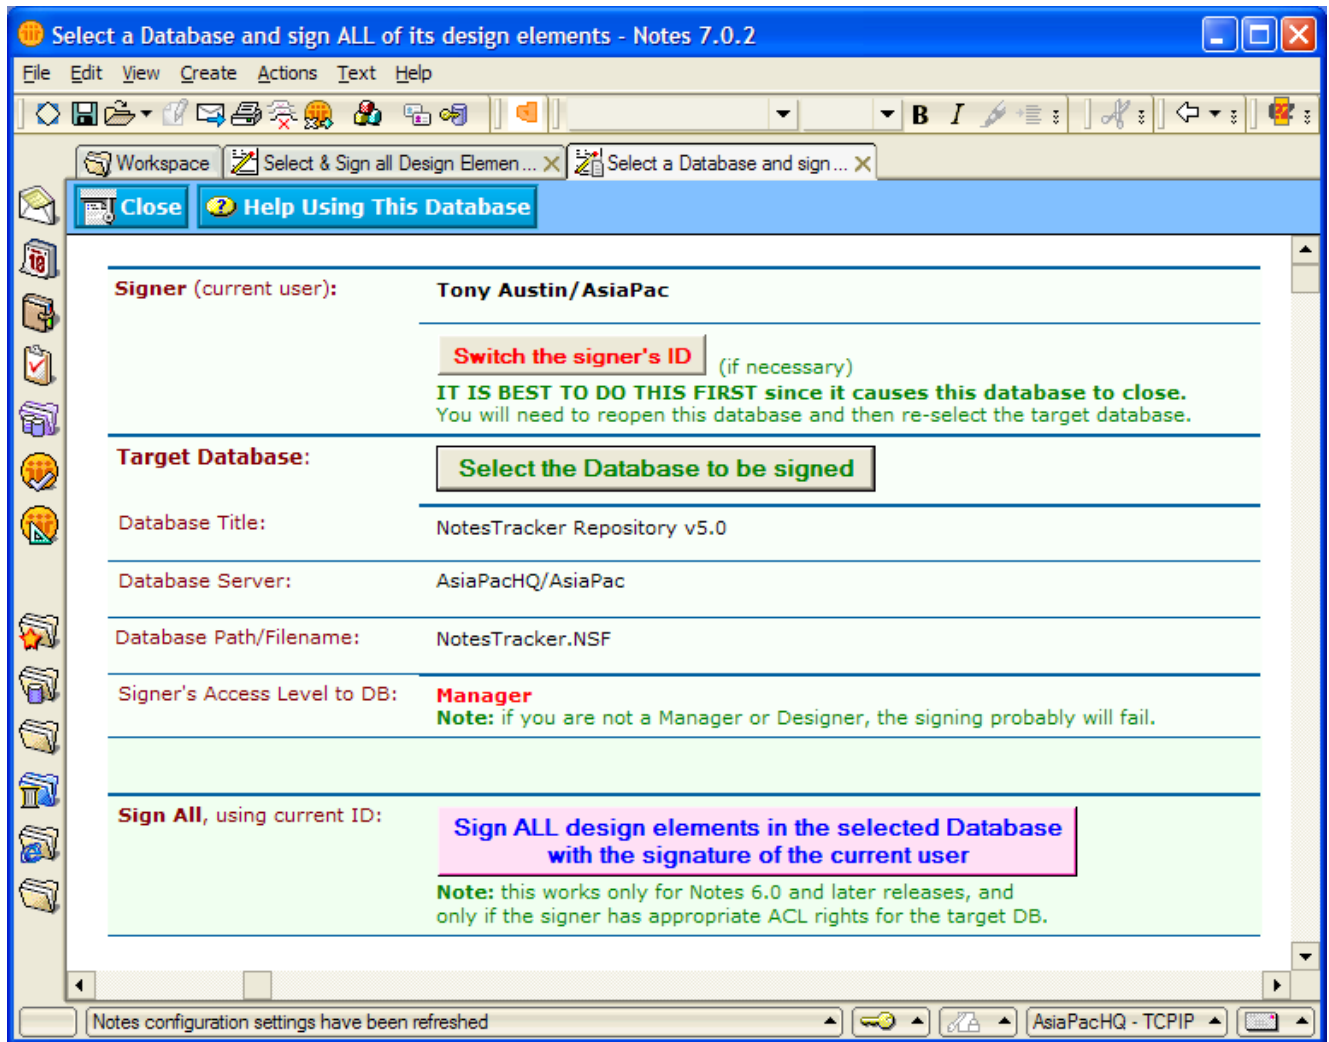 Select a Database and sign ALL of its design elements - Notes 7.0.2
File Edit View Create Actions Text Help
B I
Workspace Select & Sign all Design Elemen ... Select a Database and sign ...
Close Help Using This Database
Signer (current user): Tony Austin/AsiaPac
Switch the signer's ID (if necessary)
IT IS BEST TO DO THIS FIRST since it causes this database to close.
You will need to reopen this database and then re-select the target database.
Target Database: Select the Database to be signed
Database Title: NotesTracker Repository v5.0
Database Server: AsiaPacHQ/AsiaPac
Database Path/Filename: NotesTracker.NSF
Signer's Access Level to DB: Manager
Note: if you are not a Manager or Designer, the signing probably will fail.
Sign All, using current ID: Sign ALL design elements in the selected Database
with the signature of the current user
Note: this works only for Notes 6.0 and later releases, and
only if the signer has appropriate ACL rights for the target DB.
Notes configuration settings have been refreshed AsiaPacHQ - TCPIP